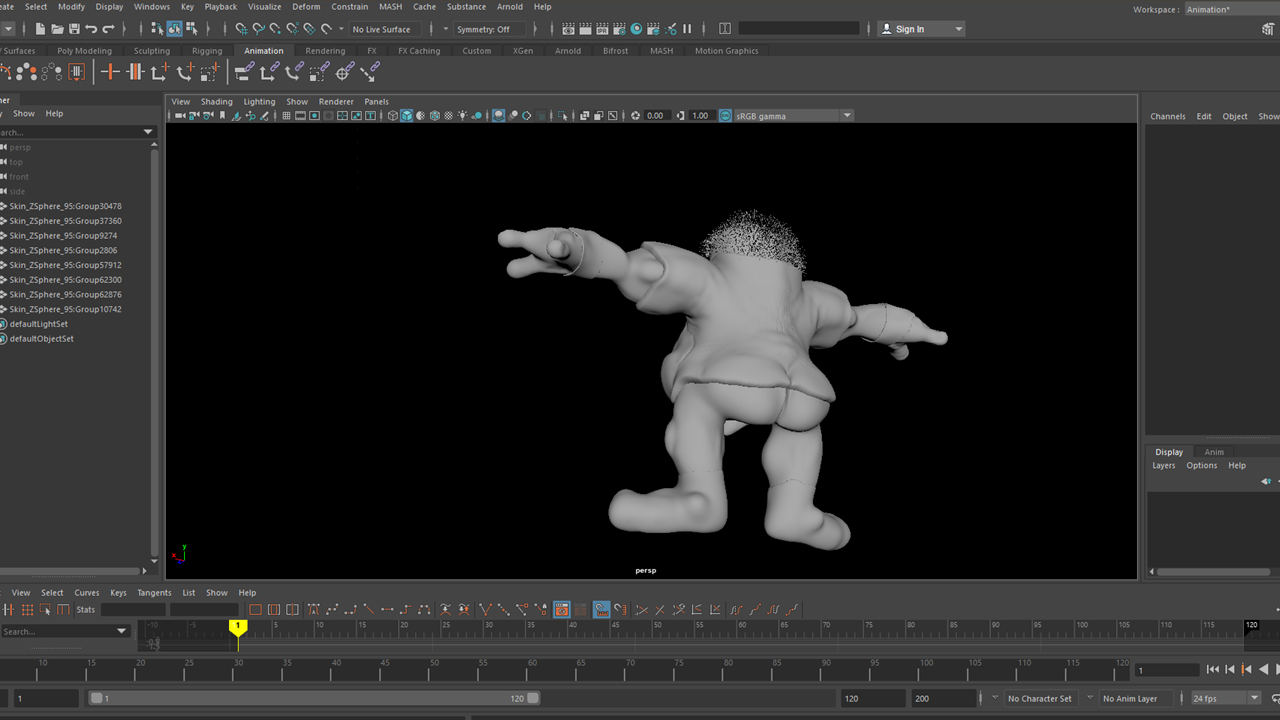 eate Select Modify Display Windows Key Playback Visualize Deform Constrain MASH Cache Substance Arnold Help
Workspace : Animation*
No Live Surface Symmetry: Off Sign In
Surfaces Poly Modeling Sculpting Rigging Animation Rendering FX FX Caching Custom XGen Arnold Bifrost MASH Motion Graphics
ner
Show Help
View Shading Lighting Show Renderer Panels
0.00 1.00 sRGB gamma
Channels Edit Object Show
arch...
persp
top
front
side
Skin_ZSphere_95:Group30478
Skin_ZSphere_95:Group37360
Skin_ZSphere_95:Group9274
Skin_ZSphere_95:Group2806
Skin_ZSphere_95:Group57912
Skin_ZSphere_95:Group62300
Skin_ZSphere_95:Group62876
Skin_ZSphere_95:Group10742
defaultLightSet
defaultObjectSet
y
x
persp
Display Anim
Layers Options Help
View Select Curves Keys Tangents List Show Help
Stats
Search...
-10 -5 1 5 10 15 20 25 30 35 40 45 50 55 60 65 70 75 80 85 90 95 100 105 110 115 120
10 15 20 25 30 35 40 45 50 55 60 65 70 75 80 85 90 95 100 105 110 115 120
1
1 1 120 120 200 No Character Set No Anim Layer 24 fps